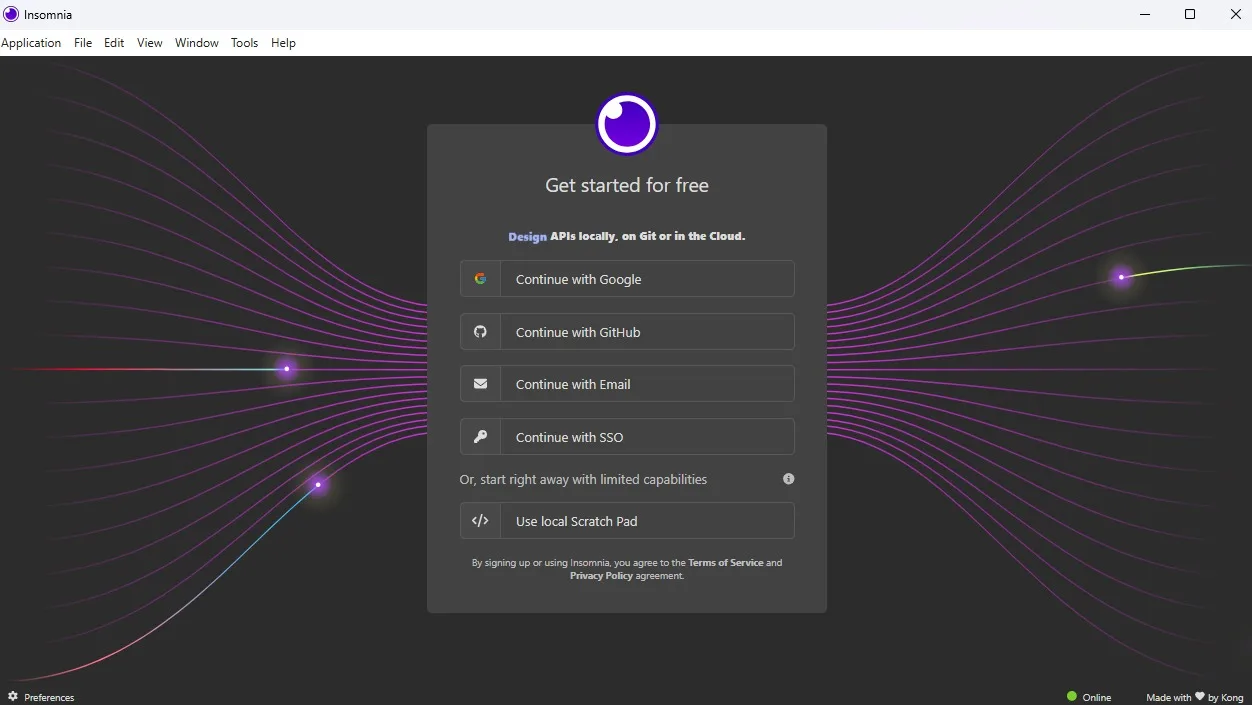 Insomnia
Application File Edit View Window Tools Help
Get started for free
Design APIs locally, on Git or in the Cloud.
Continue with Google
Continue with GitHub
Continue with Email
Continue with SSO
Or, start right away with limited capabilities
Use local Scratch Pad
By signing up or using Insomnia, you agree to the Terms of Service and
Privacy Policy agreement.
Preferences
Online
Made with ♥ by Kong